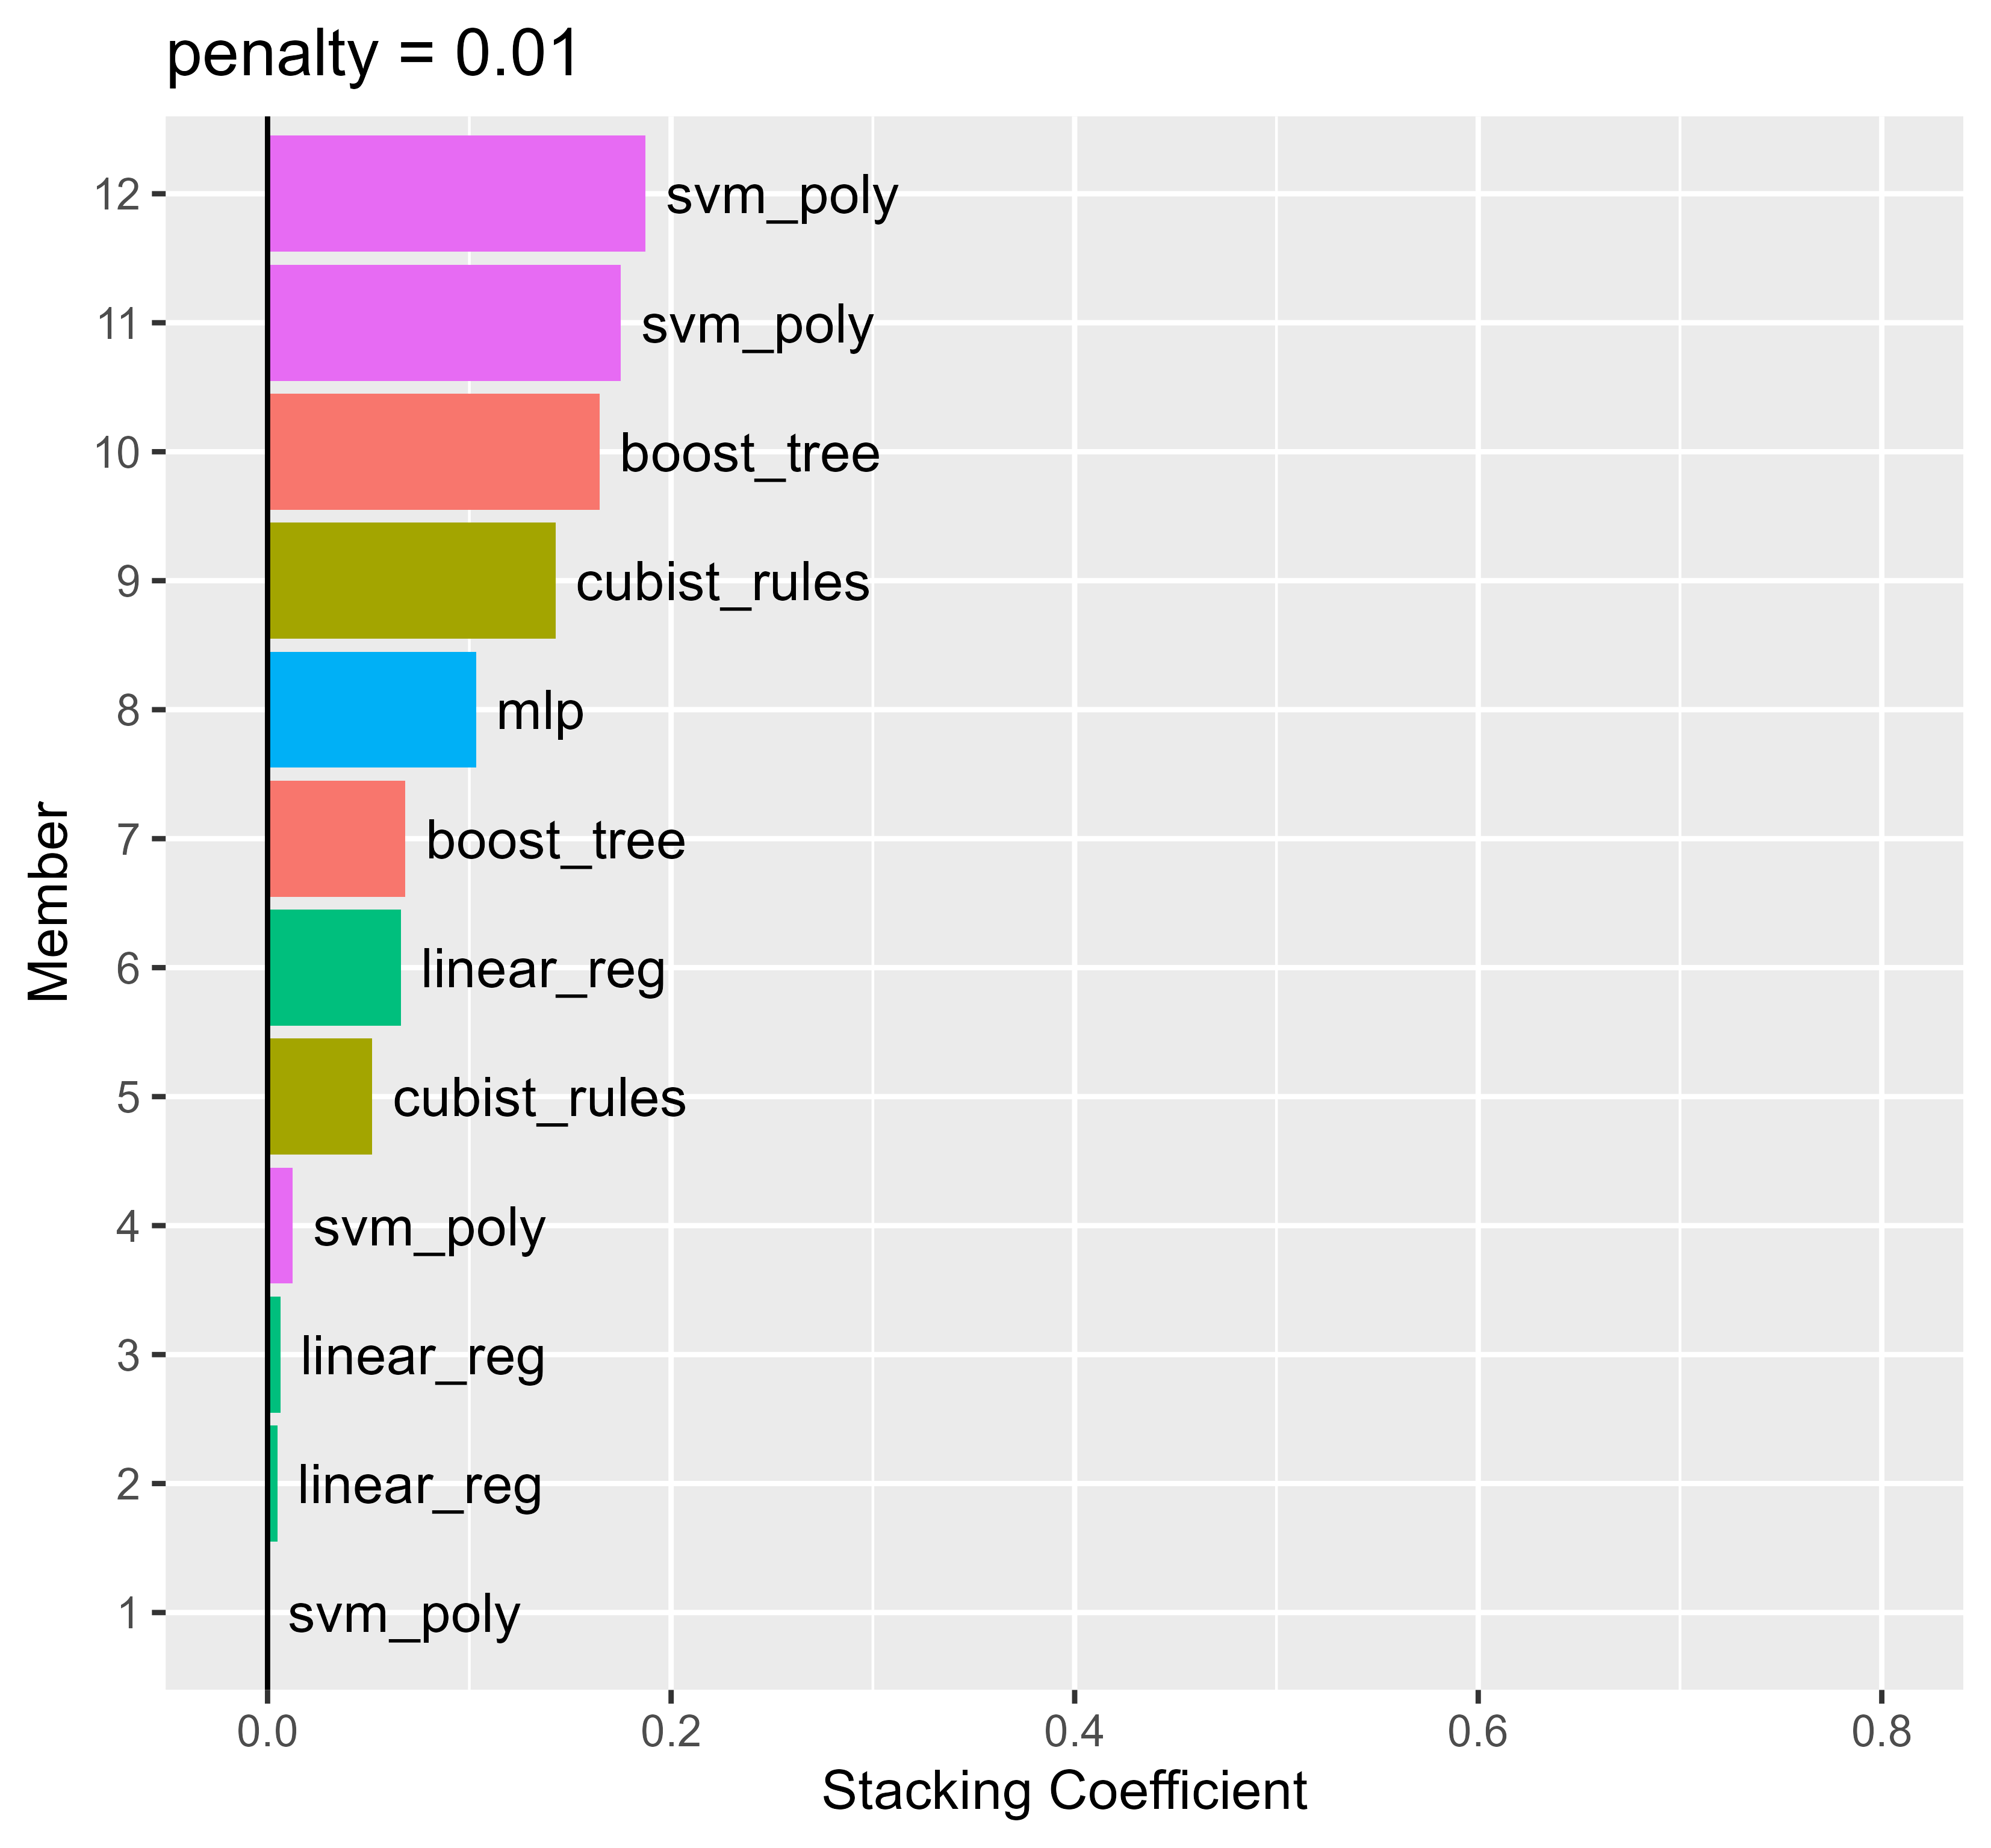 penalty = 0.01
12
svm_poly
11
svm_poly
10
boost_tree
9
cubist_rules
8
mlp
7
boost_tree
6
linear_reg
5
cubist_rules
4
svm_poly
3
linear_reg
2
linear_reg
1
svm_poly
Member
0.0 0.2 0.4 0.6 0.8
Stacking Coefficient